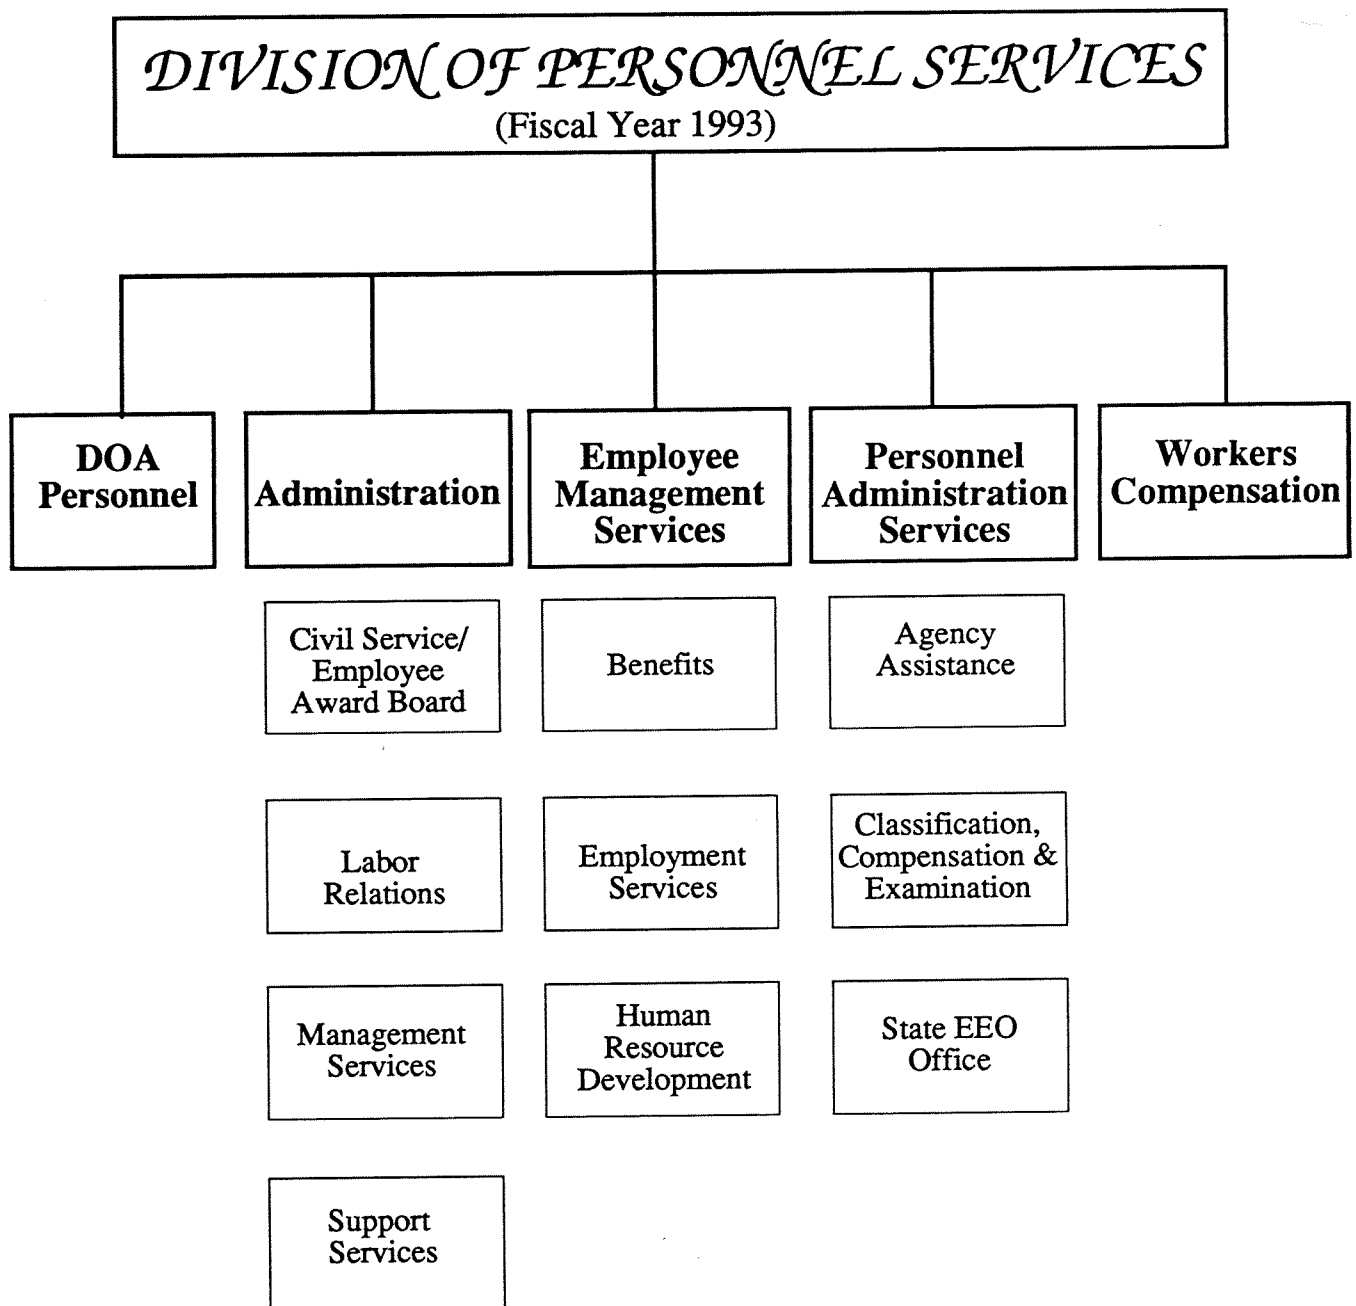 DIVISION OF PERSONNEL SERVICES
(Fiscal Year 1993)
DOA
Personnel
Administration
Employee
Management
Services
Personnel
Administration
Services
Workers
Compensation
Civil Service/
Employee
Award Board
Benefits
Agency
Assistance
Labor
Relations
Employment
Services
Classification,
Compensation &
Examination
Management
Services
Human
Resource
Development
State EEO
Office
Support
Services